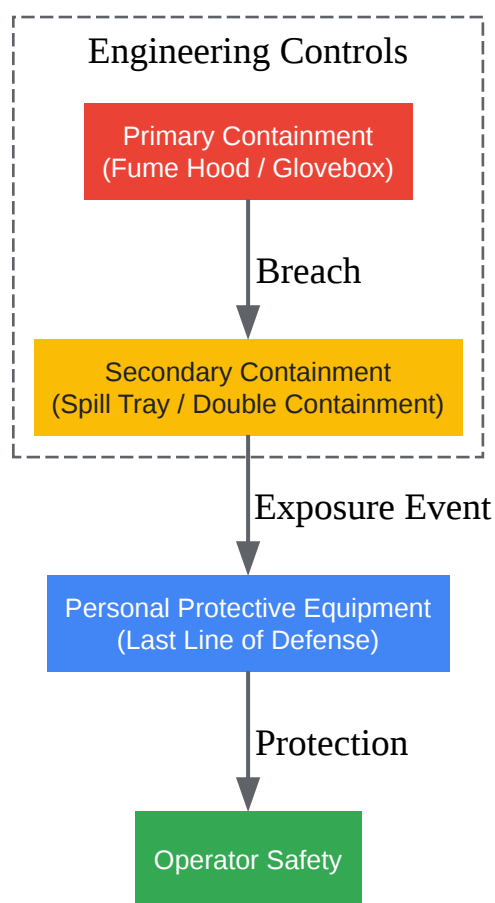 Engineering Controls
Primary Containment
(Fume Hood / Glovebox)
Breach
Secondary Containment
(Spill Tray / Double Containment)
Exposure Event
Personal Protective Equipment
(Last Line of Defense)
Protection
Operator Safety